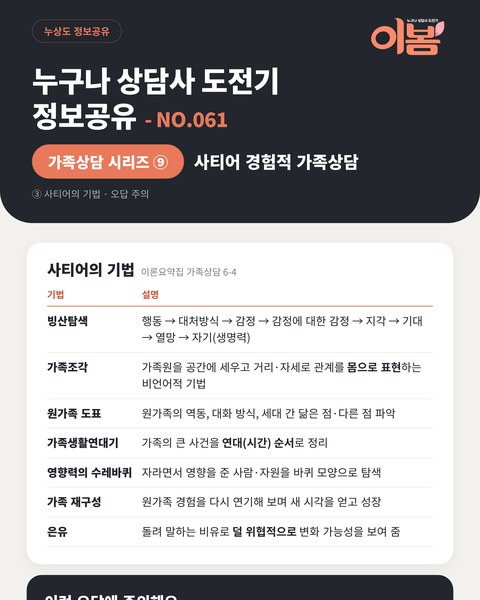 누상도 정보공유
누구나 상담사 도전기
이봄
누구나 상담사 도전기
정보공유 - NO.061
가족상담 시리즈 ⑨ 사티어 경험적 가족상담
③ 사티어의 기법 · 오답 주의
사티어의 기법 이론요약집 가족상담 6-4
기법 설명
빙산탐색 행동 → 대처방식 → 감정 → 감정에 대한 감정 → 지각 → 기대
→ 열망 → 자기(생명력)
가족조각 가족원을 공간에 세우고 거리·자세로 관계를 몸으로 표현하는
비언어적 기법
원가족 도표 원가족의 역동, 대화 방식, 세대 간 닮은 점·다른 점 파악
가족생활연대기 가족의 큰 사건을 연대(시간) 순서로 정리
영향력의 수레바퀴 자라면서 영향을 준 사람·자원을 바퀴 모양으로 탐색
가족 재구성 원가족 경험을 다시 연기해 보며 새 시각을 얻고 성장
은유 돌려 말하는 비유로 덜 위협적으로 변화 가능성을 보여 줌